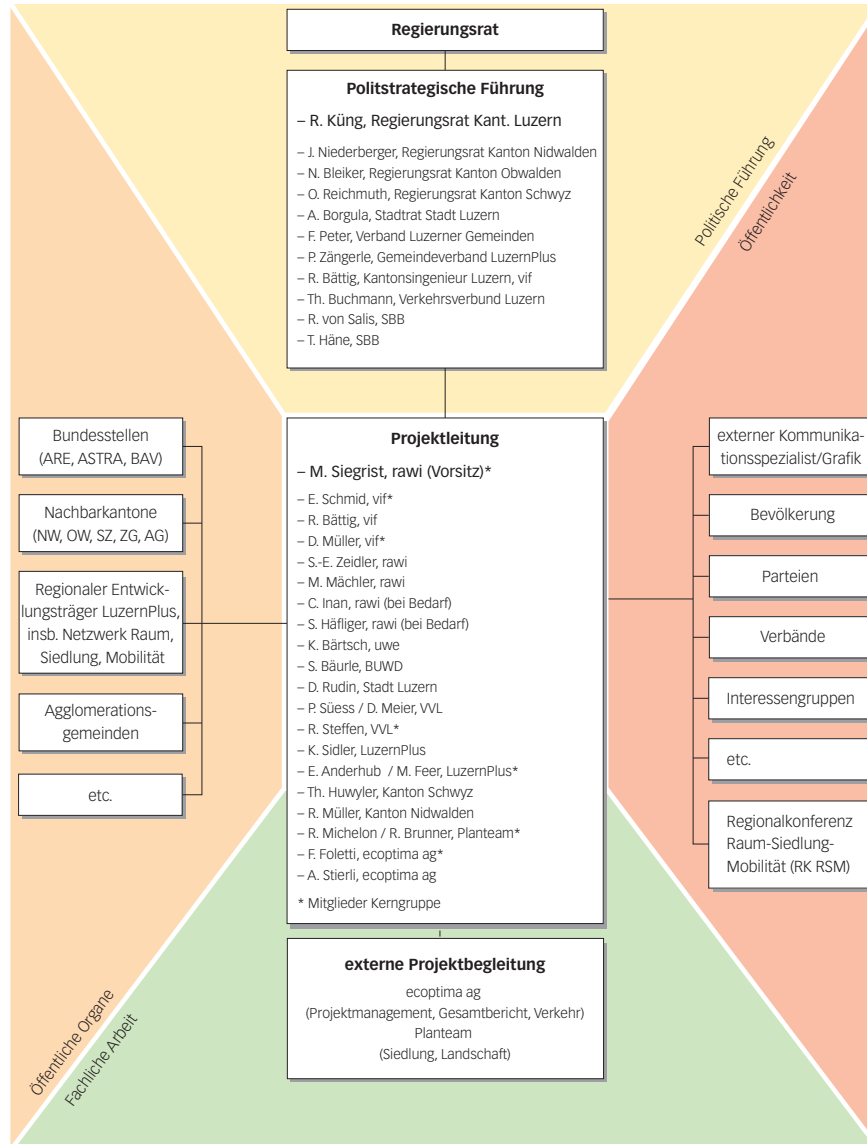 Regierungsrat
Politstrategische Führung
– R. Küng, Regierungsrat Kant. Luzern
– J. Niederberger, Regierungsrat Kanton Nidwalden
– N. Bleiker, Regierungsrat Kanton Obwalden
– O. Reichmuth, Regierungsrat Kanton Schwyz
– A. Borgula, Stadtrat Stadt Luzern
– F. Peter, Verband Luzerner Gemeinden
– P. Zängerle, Gemeindeverband LuzernPlus
– R. Bättig, Kantonsingenieur Luzern, vif
– Th. Buchmann, Verkehrsverbund Luzern
– R. von Salis, SBB
– T. Häne, SBB
Politische Führung
Öffentlichkeit
Bundesstellen
(ARE, ASTRA, BAV)
Nachbarkantone
(NW, OW, SZ, ZG, AG)
Regionaler Entwick-
lungsträger LuzernPlus,
insb. Netzwerk Raum,
Siedlung, Mobilität
Agglomerations-
gemeinden
etc.
Projektleitung
– M. Siegrist, rawi (Vorsitz)*
– E. Schmid, vif*
– R. Bättig, vif
– D. Müller, vif*
– S.-E. Zeidler, rawi
– M. Mächler, rawi
– C. Inan, rawi (bei Bedarf)
– S. Häfliger, rawi (bei Bedarf)
– K. Bärtsch, uwe
– S. Bäurle, BUWD
– D. Rudin, Stadt Luzern
– P. Süess / D. Meier, VVL
– R. Steffen, VVL*
– K. Sidler, LuzernPlus
– E. Anderhub / M. Feer, LuzernPlus*
– Th. Huwyler, Kanton Schwyz
– R. Müller, Kanton Nidwalden
– R. Michelon / R. Brunner, Planteam*
– F. Foletti, ecoptima ag*
– A. Stierli, ecoptima ag
* Mitglieder Kerngruppe
externer Kommunika-
tionsspezialist/Grafik
Bevölkerung
Parteien
Verbände
Interessengruppen
etc.
Regionalkonferenz
Raum-Siedlung-
Mobilität (RK RSM)
externe Projektbegleitung
ecoptima ag
(Projektmanagement, Gesamtbericht, Verkehr)
Planteam
(Siedlung, Landschaft)
Öffentliche Organe
Fachliche Arbeit